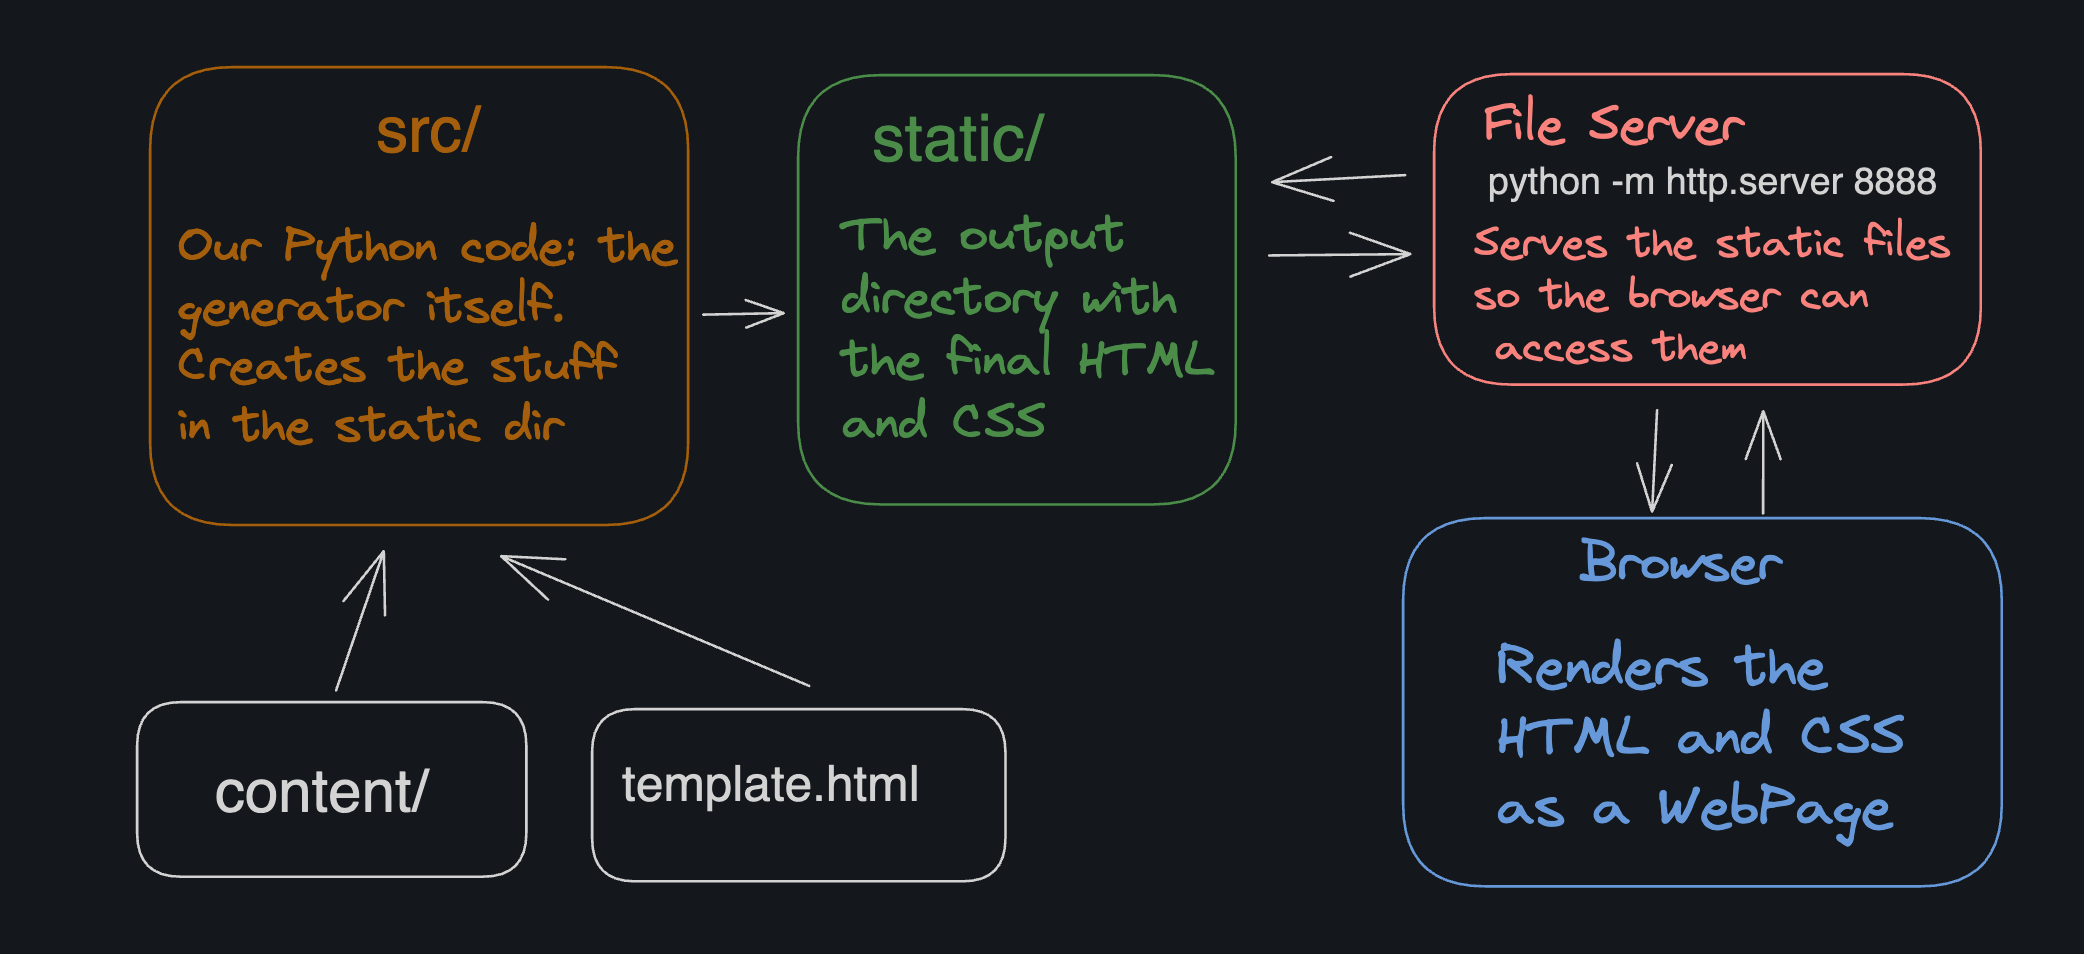 src/
Our Python code: the
generator itself.
Creates the stuff
in the static dir
static/
The output
directory with
the final HTML
and CSS
File Server
python -m http.server 8888
Serves the static files
so the browser can
access them
Browser
Renders the
HTML and CSS
as a WebPage
content/
template.html